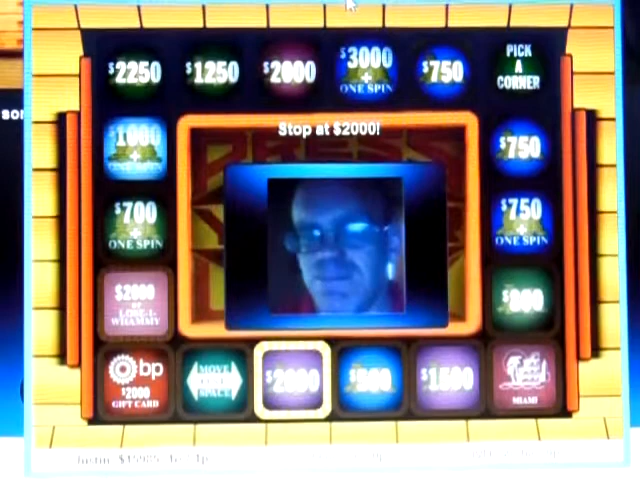 $2250
$1250
$2000
$3000
+
ONE SPIN
$750
PICK
A
CORNER
Stop at $2000!
+
ONE SPIN
$750
$700
+
ONE SPIN
$750
+
ONE SPIN
$2000
OR
LOSE-1-
WHAMMY
bp
$2000
GIFT CARD
MOVE
SPACE
$2000
$1500
MIAMI